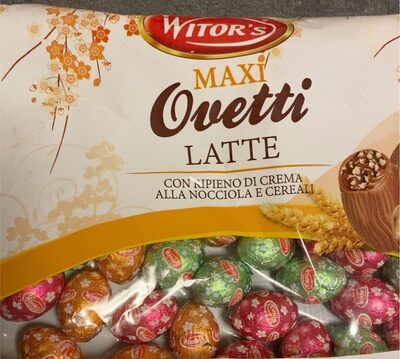 WITOR'S
MAXi
Ovetti
LATTE
CON RIPIENO DI CREMA
ALLA NOCCIOLA E CEREALI